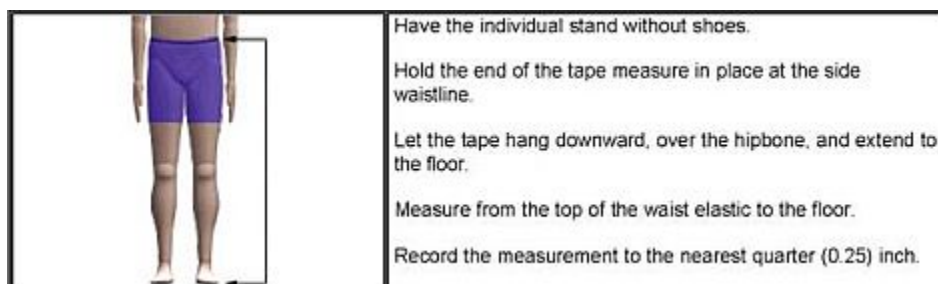 Have the individual stand without shoes.
Hold the end of the tape measure in place at the side
waistline.
Let the tape hang downward, over the hipbone, and extend to
the floor.
Measure from the top of the waist elastic to the floor.
Record the measurement to the nearest quarter (0.25) inch.